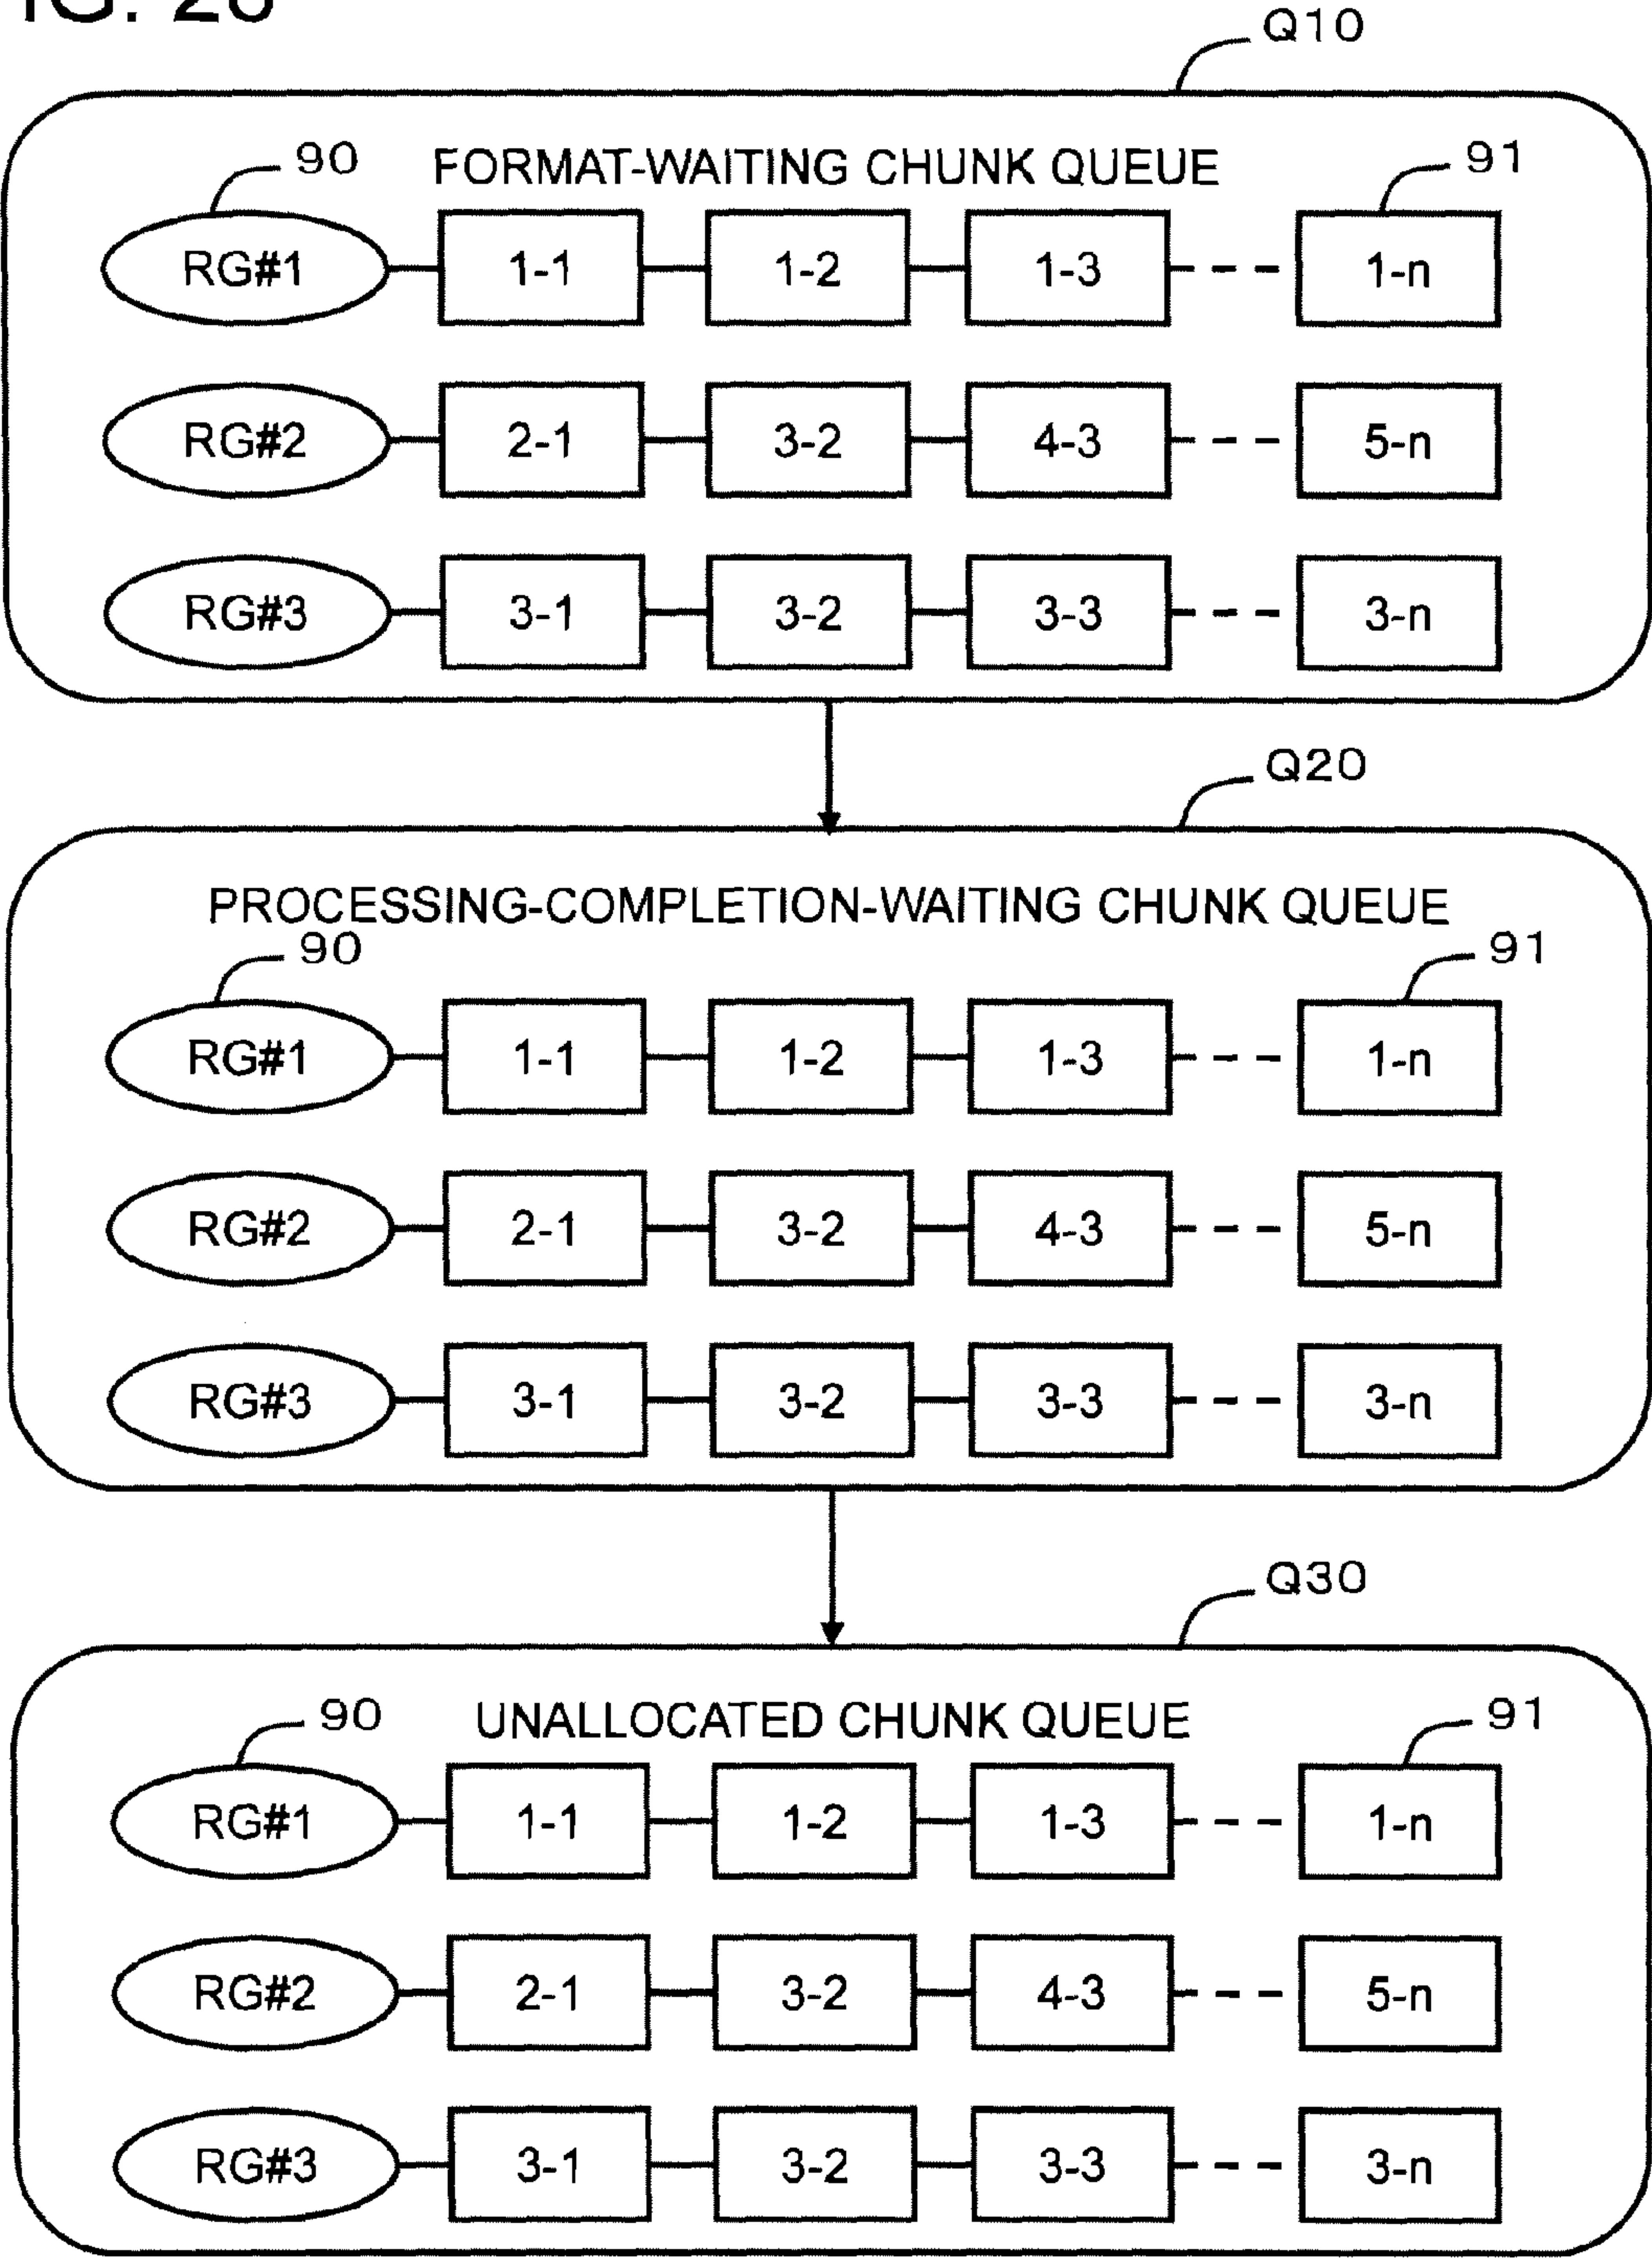 Q10
FORMAT-WAITING CHUNK QUEUE
90
91
RG#1 1-1 1-2 1-3 1-n
RG#2 2-1 3-2 4-3 5-n
RG#3 3-1 3-2 3-3 3-n
Q20
PROCESSING-COMPLETION-WAITING CHUNK QUEUE
90
91
RG#1 1-1 1-2 1-3 1-n
RG#2 2-1 3-2 4-3 5-n
RG#3 3-1 3-2 3-3 3-n
Q30
90 UNALLOCATED CHUNK QUEUE 91
RG#1 1-1 1-2 1-3 1-n
RG#2 2-1 3-2 4-3 5-n
RG#3 3-1 3-2 3-3 3-n